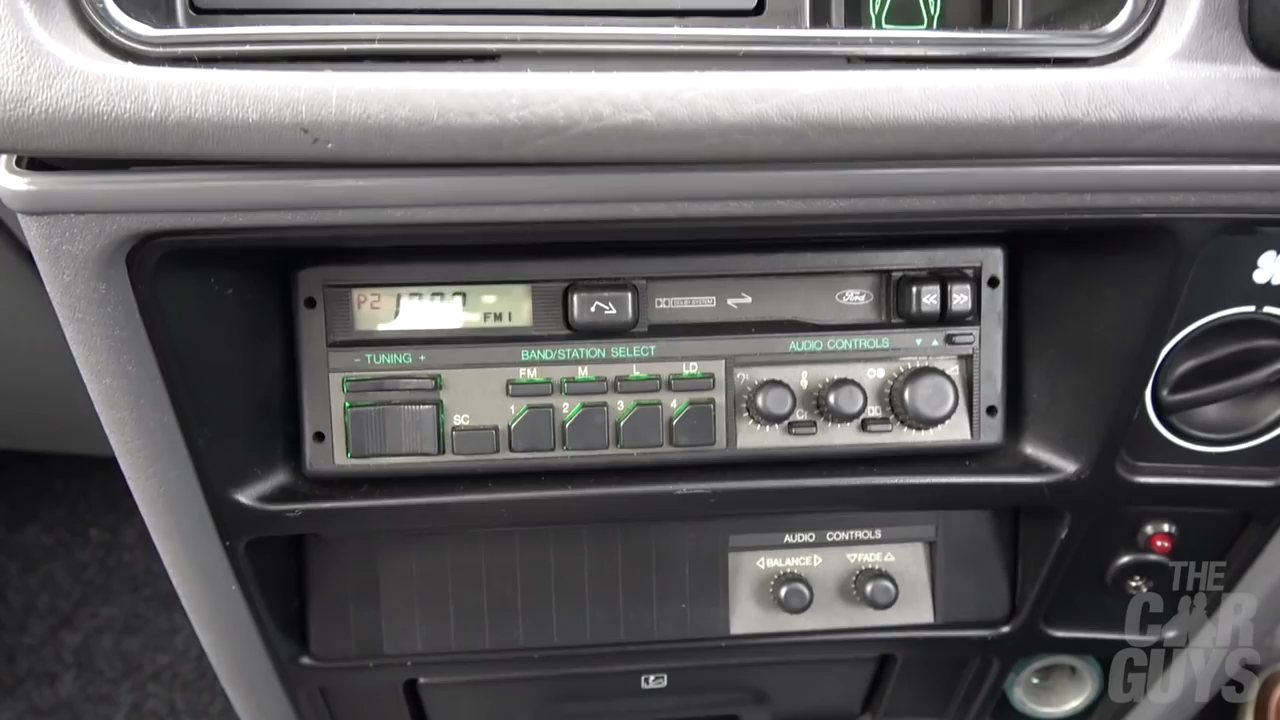 P2
FM1
DOLBY SYSTEM
Ford
- TUNING +
BAND/STATION SELECT
AUDIO CONTROLS
FM M L LD
SC 1 2 3 4
Cr
AUDIO CONTROLS
BALANCE FADE
THE
CAR
GUYS